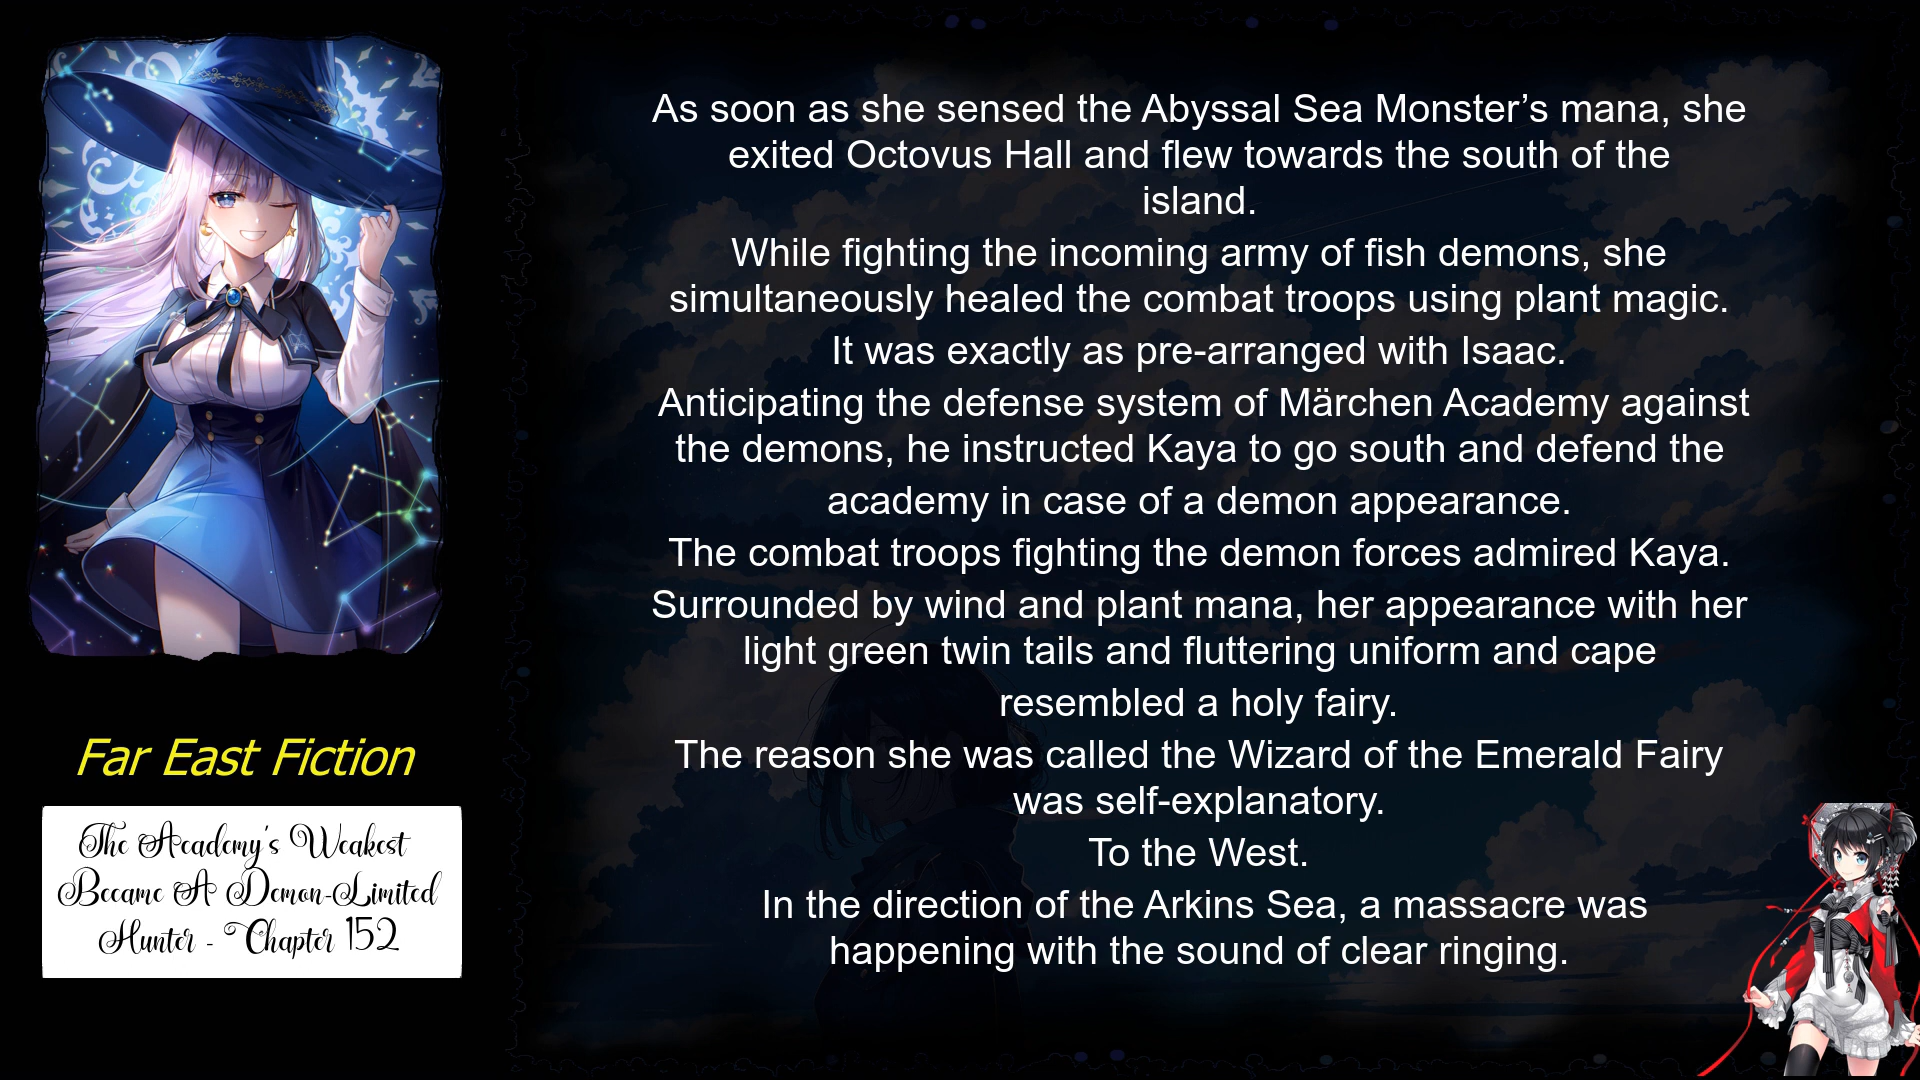 As soon as she sensed the Abyssal Sea Monster’s mana, she
exited Octovus Hall and flew towards the south of the
island.
While fighting the incoming army of fish demons, she
simultaneously healed the combat troops using plant magic.
It was exactly as pre-arranged with Isaac.
Anticipating the defense system of Märchen Academy against
the demons, he instructed Kaya to go south and defend the
academy in case of a demon appearance.
The combat troops fighting the demon forces admired Kaya.
Surrounded by wind and plant mana, her appearance with her
light green twin tails and fluttering uniform and cape
resembled a holy fairy.
The reason she was called the Wizard of the Emerald Fairy
was self-explanatory.
To the West.
In the direction of the Arkins Sea, a massacre was
happening with the sound of clear ringing.
Far East Fiction
The Academy's Weakest
Became A Demon-Limited
Hunter - Chapter 152